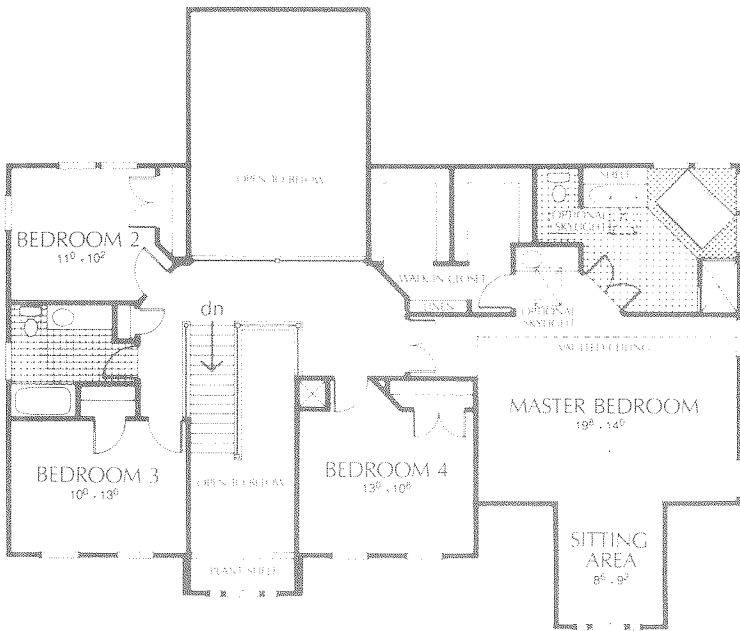 OPEN TO BELOW
SHELF
OPTIONAL
SKYLIGHT
BEDROOM 2
11⁰ · 10²
WALK IN CLOSET
LINEN
OPTIONAL
SKYLIGHT
dn
VAULTED CEILING
MASTER BEDROOM
19⁸ · 14⁰
BEDROOM 3
10⁰ · 13⁰
OPEN TO BELOW
BEDROOM 4
13⁰ · 10⁸
SITTING
AREA
8⁶ · 9²
PLANT SHELF